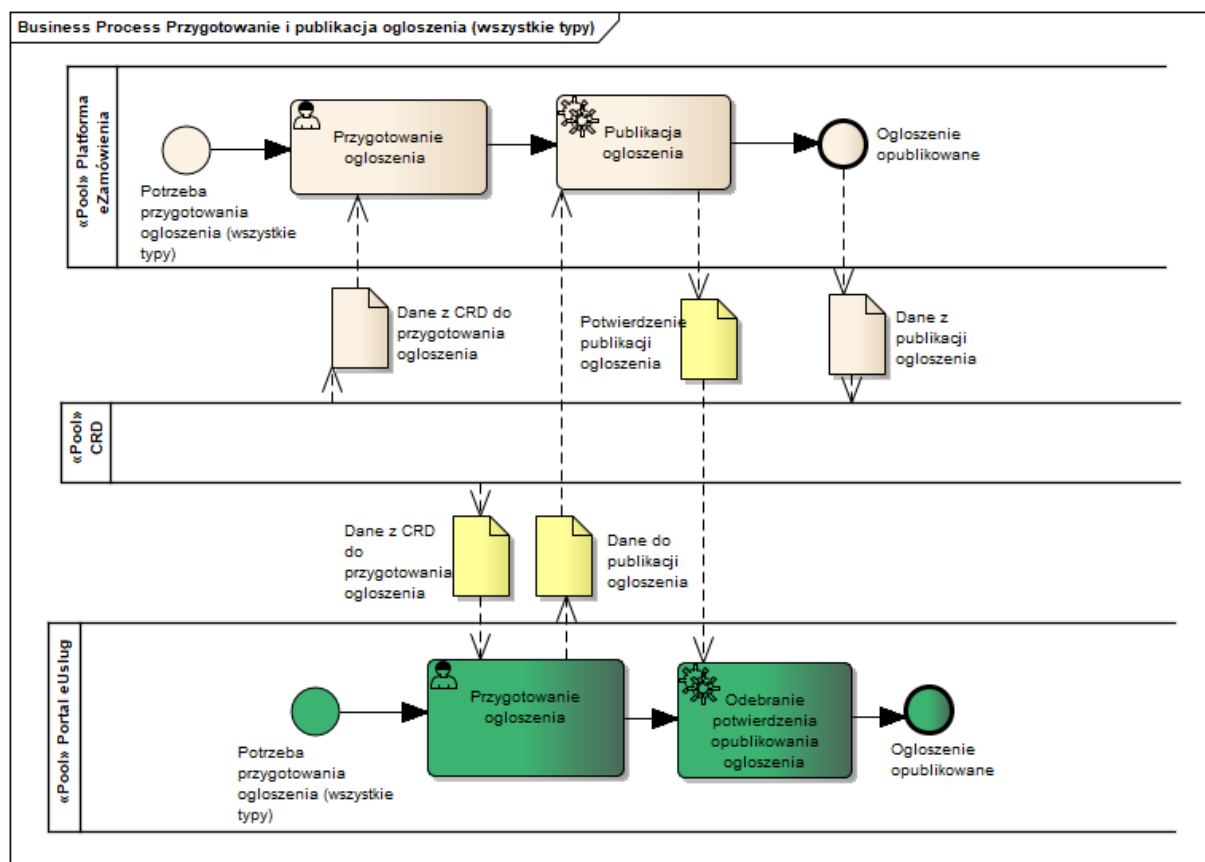 Business Process Przygotowanie i publikacja ogloszenia (wszystkie typy)
«Pool» Platforma
eZamówienia
Potrzeba
przygotowania
ogloszenia (wszystkie
typy)
Przygotowanie
ogloszenia
Publikacja
ogloszenia
Ogloszenie
opublikowane
Dane z CRD do
przygotowania
ogloszenia
Potwierdzenie
publikacji
ogloszenia
Dane z
publikacji
ogloszenia
«Pool»
CRD
Dane z CRD
do
przygotowania
ogloszenia
Dane do
publikacji
ogloszenia
«Pool» Portal eUslug
Potrzeba
przygotowania
ogloszenia (wszystkie
typy)
Przygotowanie
ogloszenia
Odebranie
potwierdzenia
opublikowania
ogloszenia
Ogloszenie
opublikowane